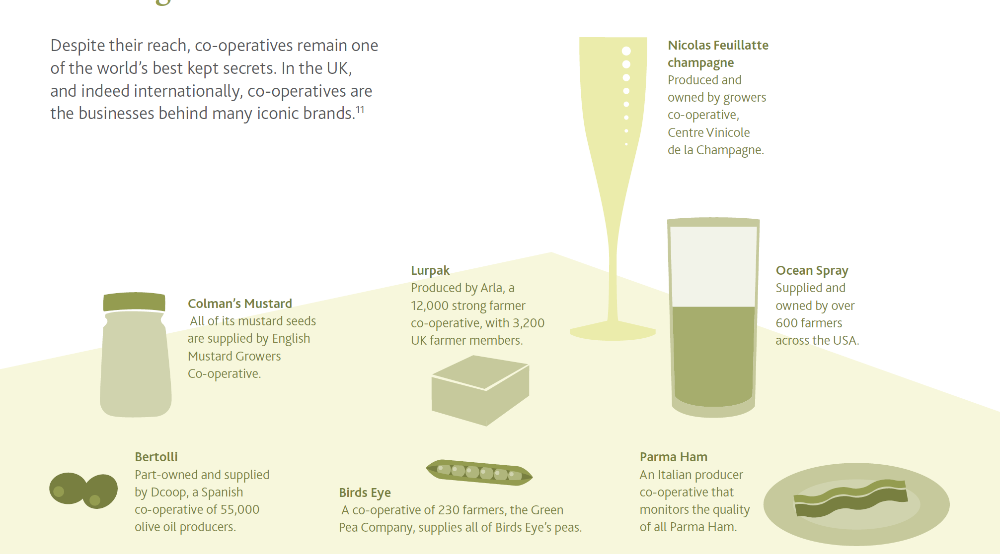 Despite their reach, co-operatives remain one
of the world’s best kept secrets. In the UK,
and indeed internationally, co-operatives are
the businesses behind many iconic brands.11
Nicolas Feuillatte
champagne
Produced and
owned by growers
co-operative,
Centre Vinicole
de la Champagne.
Lurpak
Produced by Arla, a
12,000 strong farmer
co-operative, with 3,200
UK farmer members.
Ocean Spray
Supplied and
owned by over
600 farmers
across the USA.
Colman’s Mustard
All of its mustard seeds
are supplied by English
Mustard Growers
Co-operative.
Bertolli
Part-owned and supplied
by Dcoop, a Spanish
co-operative of 55,000
olive oil producers.
Birds Eye
A co-operative of 230 farmers, the Green
Pea Company, supplies all of Birds Eye’s peas.
Parma Ham
An Italian producer
co-operative that
monitors the quality
of all Parma Ham.